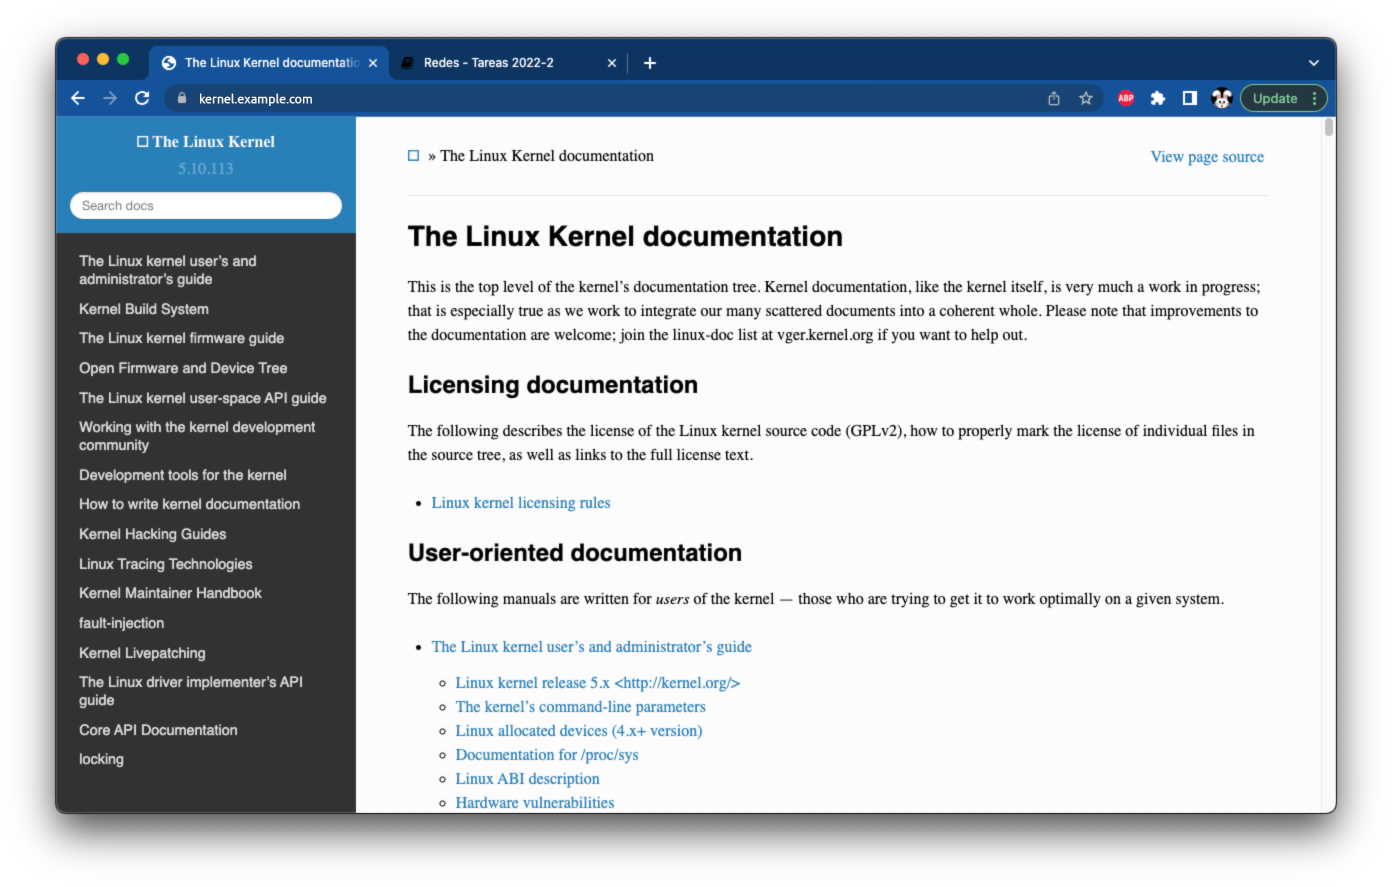 The Linux Kernel documentatio
Redes - Tareas 2022-2
kernel.example.com
ABP
Update
The Linux Kernel
5.10.113
Search docs
The Linux kernel user’s and
administrator’s guide
Kernel Build System
The Linux kernel firmware guide
Open Firmware and Device Tree
The Linux kernel user-space API guide
Working with the kernel development
community
Development tools for the kernel
How to write kernel documentation
Kernel Hacking Guides
Linux Tracing Technologies
Kernel Maintainer Handbook
fault-injection
Kernel Livepatching
The Linux driver implementer’s API
guide
Core API Documentation
locking
» The Linux Kernel documentation
View page source
The Linux Kernel documentation
This is the top level of the kernel’s documentation tree. Kernel documentation, like the kernel itself, is very much a work in progress;
that is especially true as we work to integrate our many scattered documents into a coherent whole. Please note that improvements to
the documentation are welcome; join the linux-doc list at vger.kernel.org if you want to help out.
Licensing documentation
The following describes the license of the Linux kernel source code (GPLv2), how to properly mark the license of individual files in
the source tree, as well as links to the full license text.
• Linux kernel licensing rules
User-oriented documentation
The following manuals are written for users of the kernel — those who are trying to get it to work optimally on a given system.
• The Linux kernel user’s and administrator’s guide
◦ Linux kernel release 5.x <http://kernel.org/>
◦ The kernel’s command-line parameters
◦ Linux allocated devices (4.x+ version)
◦ Documentation for /proc/sys
◦ Linux ABI description
◦ Hardware vulnerabilities